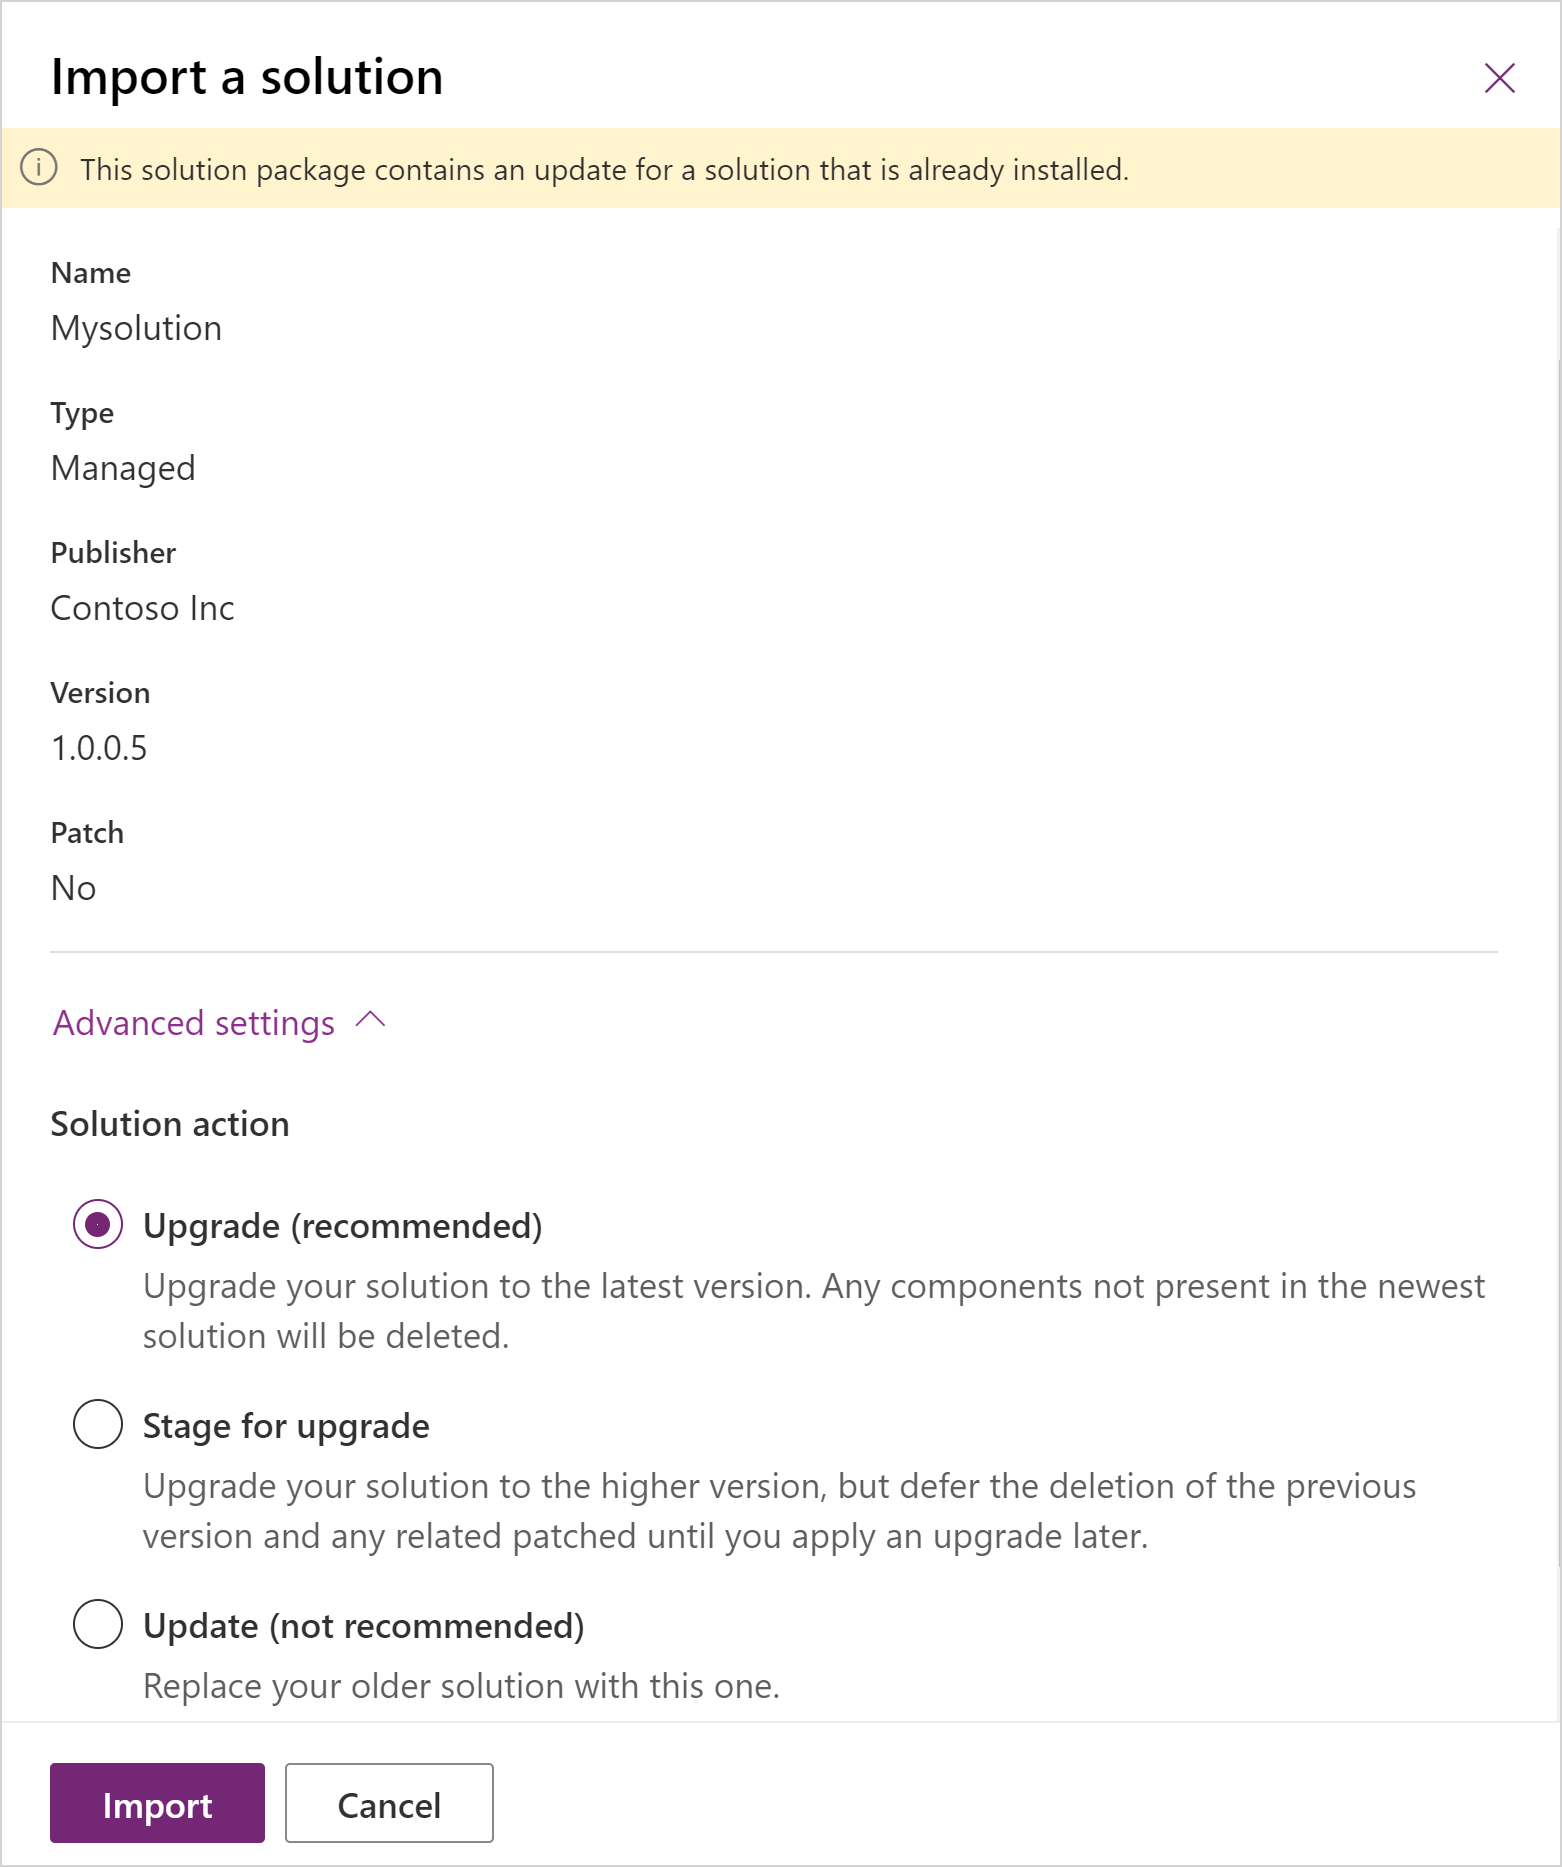 Import a solution
This solution package contains an update for a solution that is already installed.
Name
Mysolution
Type
Managed
Publisher
Contoso Inc
Version
1.0.0.5
Patch
No
Advanced settings
Solution action
Upgrade (recommended)
Upgrade your solution to the latest version. Any components not present in the newest
solution will be deleted.
Stage for upgrade
Upgrade your solution to the higher version, but defer the deletion of the previous
version and any related patched until you apply an upgrade later.
Update (not recommended)
Replace your older solution with this one.
Import
Cancel